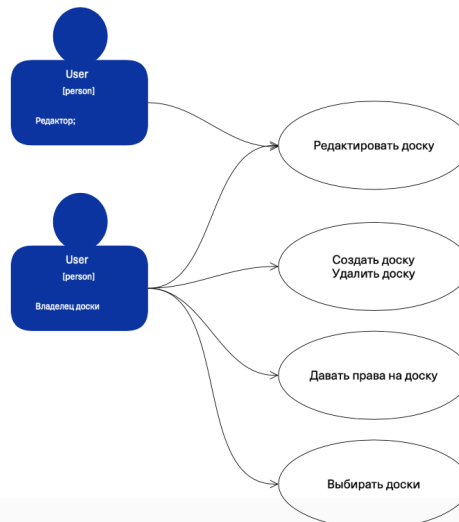 User
[person]
Редактор;
Редактировать доску
User
[person]
Владелец доски
Создать доску
Удалить доску
Давать права на доску
Выбирать доски